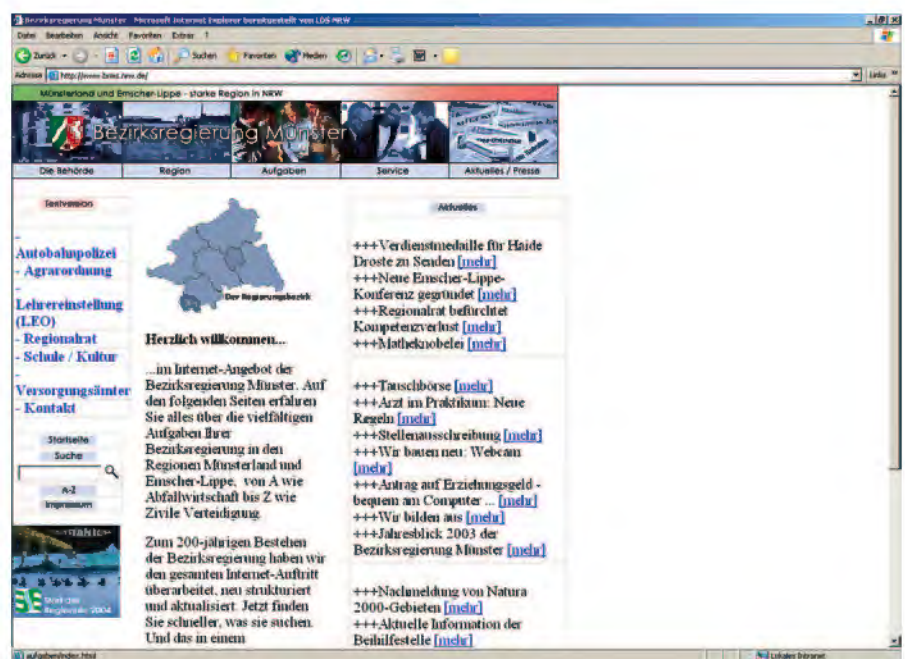 Bezirksregierung Münster - Microsoft Internet Explorer bereitgestellt von LDS NRW
Datei Bearbeiten Ansicht Favoriten Extras ?
Zurück Suchen Favoriten Medien
Adresse Links
Münsterland und Emscher-Lippe - starke Region in NRW
Bezirksregierung Münster
Die Behörde Region Aufgaben Service Aktuelles / Presse
Textversion
-
Autobahnpolizei
- Agrarordnung
-
Lehrereinstellung
(LEO)
- Regionalrat
- Schule / Kultur
-
Versorgungsämter
- Kontakt
Startseite
Suche
A-Z
Impressum
Start des
Regionale 2004
Der Regierungsbezirk
Herzlich willkommen...
...im Internet-Angebot der
Bezirksregierung Münster. Auf
den folgenden Seiten erfahren
Sie alles über die vielfältigen
Aufgaben Ihrer
Bezirksregierung in den
Regionen Münsterland und
Emscher-Lippe, von A wie
Abfallwirtschaft bis Z wie
Zivile Verteidigung.
Zum 200-jährigen Bestehen
der Bezirksregierung haben wir
den gesamten Internet-Auftritt
überarbeitet, neu strukturiert
und aktualisiert. Jetzt finden
Sie schneller, was sie suchen.
Und das in einem
Aktuelles
+++Verdienstmedaille für Haide
Droste zu Senden [mehr]
+++Neue Emscher-Lippe-
Konferenz gegründet [mehr]
+++Regionalrat befürchtet
Kompetenzverlust [mehr]
+++Matheknobelei [mehr]
+++Tauschbörse [mehr]
+++Arzt im Praktikum: Neue
Regeln [mehr]
+++Stellenausschreibung [mehr]
+++Wir bauen neu: Webcam
[mehr]
+++Antrag auf Erziehungsgeld -
bequem am Computer ... [mehr]
+++Wir bilden aus [mehr]
+++Jahresblick 2003 der
Bezirksregierung Münster [mehr]
+++Nachmeldung von Natura
2000-Gebieten [mehr]
+++Aktuelle Information der
Beihilfestelle [mehr]
aufgaben/index.html Lokales Intranet